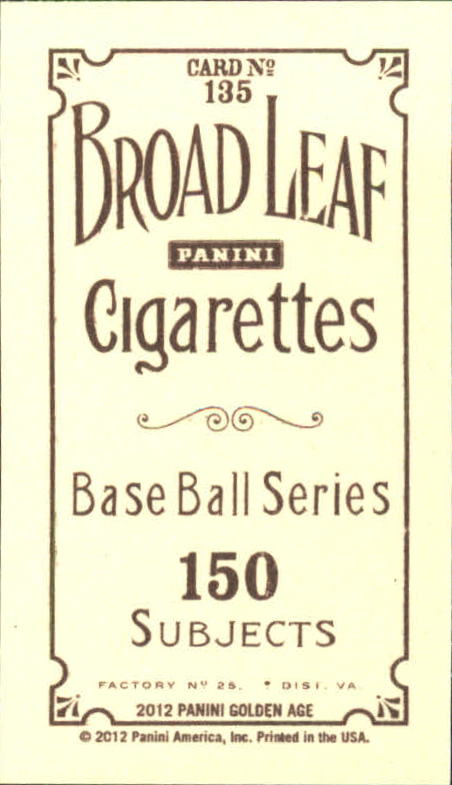 CARD Nº
135
BROAD LEAF
PANINI
Cigarettes
Base Ball Series
150
SUBJECTS
FACTORY Nº 25. * DIST. VA.
2012 PANINI GOLDEN AGE
© 2012 Panini America, Inc. Printed in the USA.